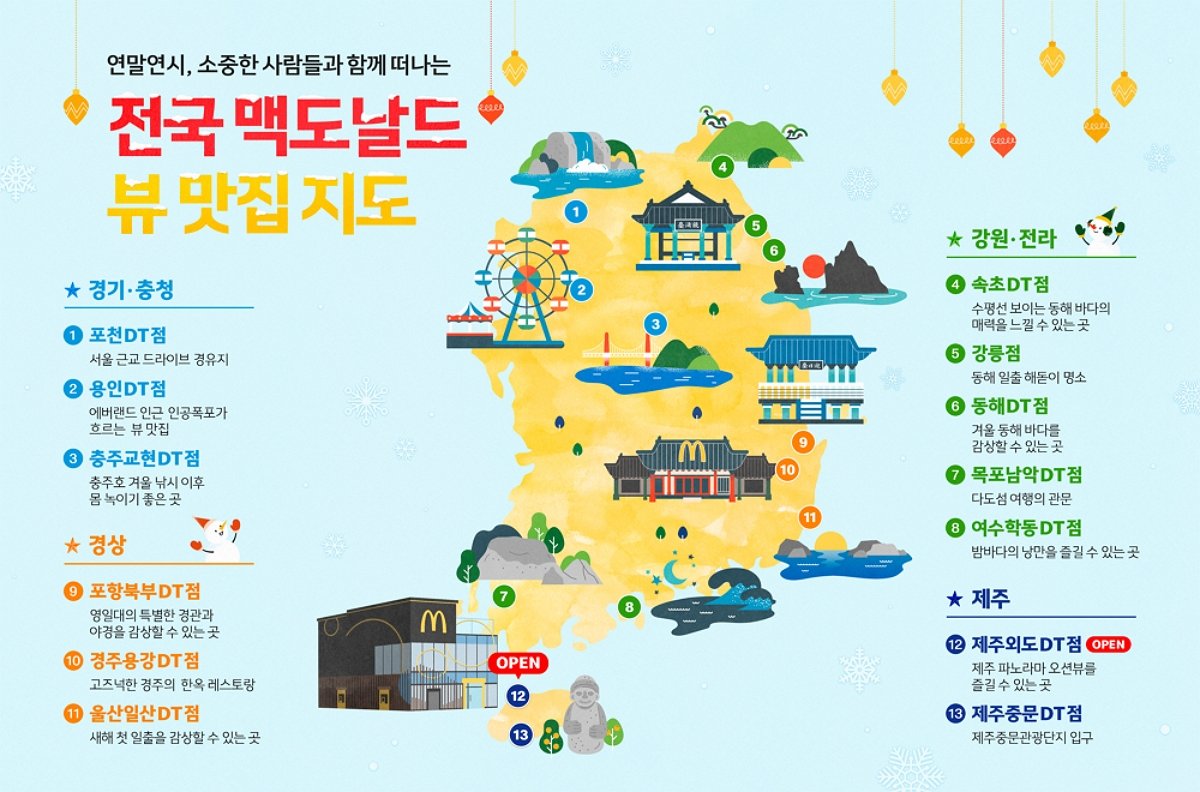 연말연시, 소중한 사람들과 함께 떠나는
전국 맥도날드
뷰 맛집 지도
★ 경기·충청
1 포천DT점
서울 근교 드라이브 경유지
2 용인DT점
에버랜드 인근 인공폭포가
흐르는 뷰 맛집
3 충주교현DT점
충주호 겨울 낚시 이후
몸 녹이기 좋은 곳
★ 경상
9 포항북부DT점
영일대의 특별한 경관과
야경을 감상할 수 있는 곳
10 경주용강DT점
고즈넉한 경주의 한옥 레스토랑
11 울산일산DT점
새해 첫 일출을 감상할 수 있는 곳
1
2
3
4
5
6
9
10
11
7
8
OPEN
12
13
★ 강원·전라
4 속초DT점
수평선 보이는 동해 바다의
매력을 느낄 수 있는 곳
5 강릉점
동해 일출 해돋이 명소
6 동해DT점
겨울 동해 바다를
감상할 수 있는 곳
7 목포남악DT점
다도섬 여행의 관문
8 여수학동DT점
밤바다의 낭만을 즐길 수 있는 곳
★ 제주
12 제주외도DT점 OPEN
제주 파노라마 오션뷰를
즐길 수 있는 곳
13 제주중문DT점
제주중문관광단지 입구